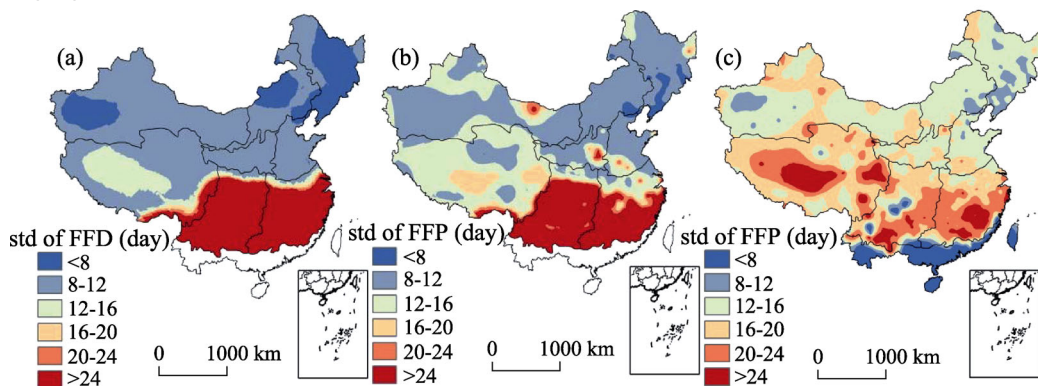 (a)
std of FFD (day)
<8
8-12
12-16
16-20
20-24
>24
0 1000 km
(b)
std of FFP (day)
<8
8-12
12-16
16-20
20-24
>24
0 1000 km
(c)
std of FFP (day)
<8
8-12
12-16
16-20
20-24
>24
0 1000 km